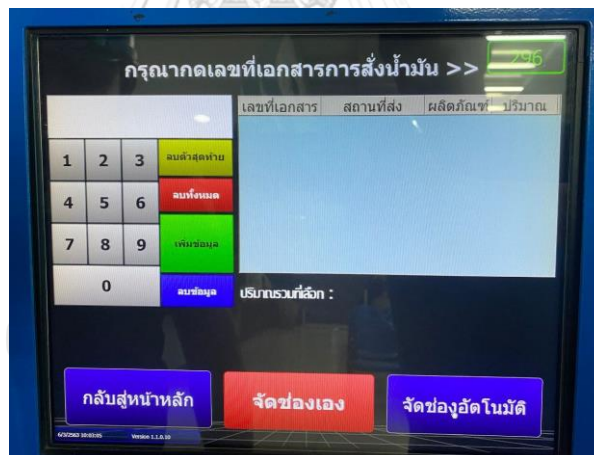 กรุณากดเลขที่เอกสารการสั่งน้ำมัน >> 296
เลขที่เอกสาร สถานที่ส่ง ผลิตภัณฑ์ ปริมาณ
1 2 3 ลบตัวสุดท้าย
4 5 6 ลบทั้งหมด
7 8 9 เพิ่มข้อมูล
0 ลบข้อมูล
ปริมาณรวมที่เลือก :
กลับสู่หน้าหลัก จัดช่องเอง จัดช่องอัตโนมัติ
6/3/2563 10:03:05 Version 1.1.0.10